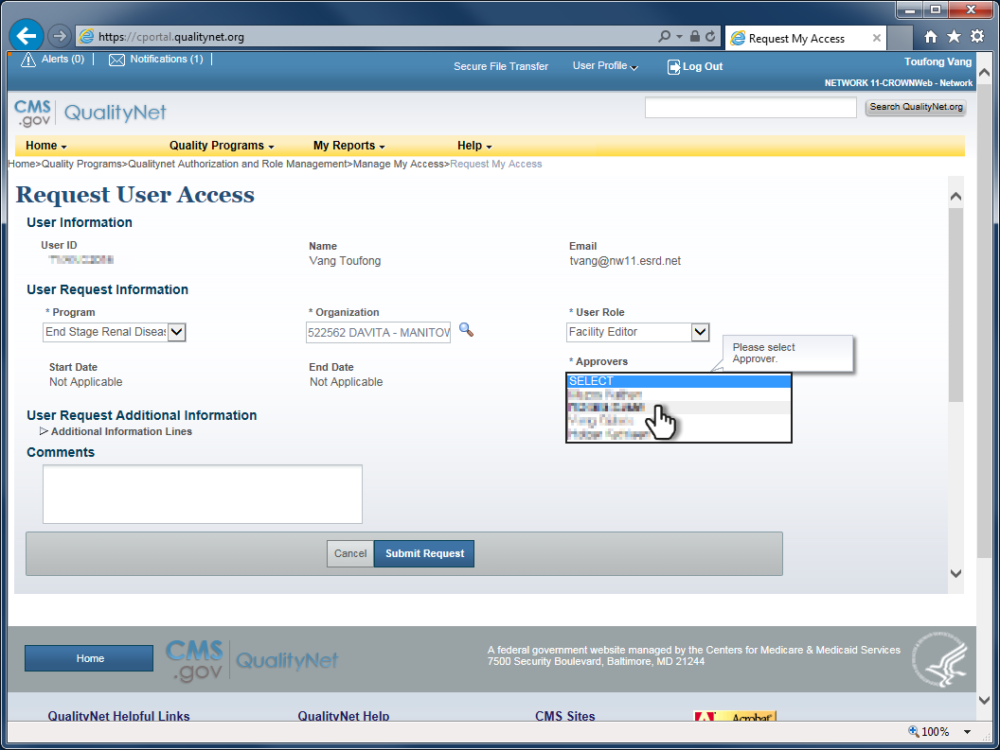 https://cportal.qualitynet.org
Request My Access
Alerts (0)
Notifications (1)
Secure File Transfer
User Profile
Log Out
Toufong Vang
NETWORK 11-CROWNWeb - Network
CMS
.gov
QualityNet
Search QualityNet.org
Home
Quality Programs
My Reports
Help
Home>Quality Programs>Qualitynet Authorization and Role Management>Manage My Access>Request My Access
Request User Access
User Information
User ID
Name
Vang Toufong
Email
tvang@nw11.esrd.net
User Request Information
* Program
End Stage Renal Diseas
* Organization
522562 DAVITA - MANITOW
* User Role
Facility Editor
Please select
Approver.
Start Date
Not Applicable
End Date
Not Applicable
* Approvers
SELECT
User Request Additional Information
Additional Information Lines
Comments
Cancel
Submit Request
Home
CMS
.gov
QualityNet
A federal government website managed by the Centers for Medicare & Medicaid Services
7500 Security Boulevard, Baltimore, MD 21244
QualityNet Helpful Links
QualityNet Help
CMS Sites
Acrobat
100%